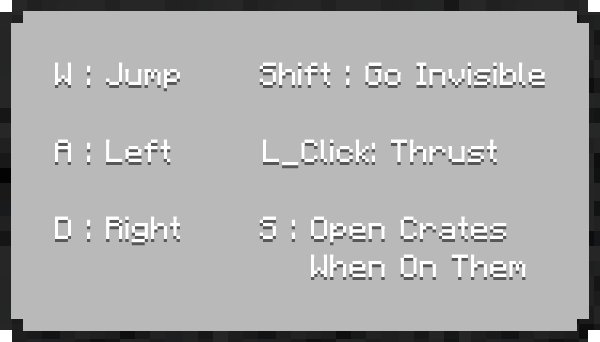 W : Jump Shift : Go Invisible
A : Left L_Click: Thrust
D : Right S : Open Crates
When On Them